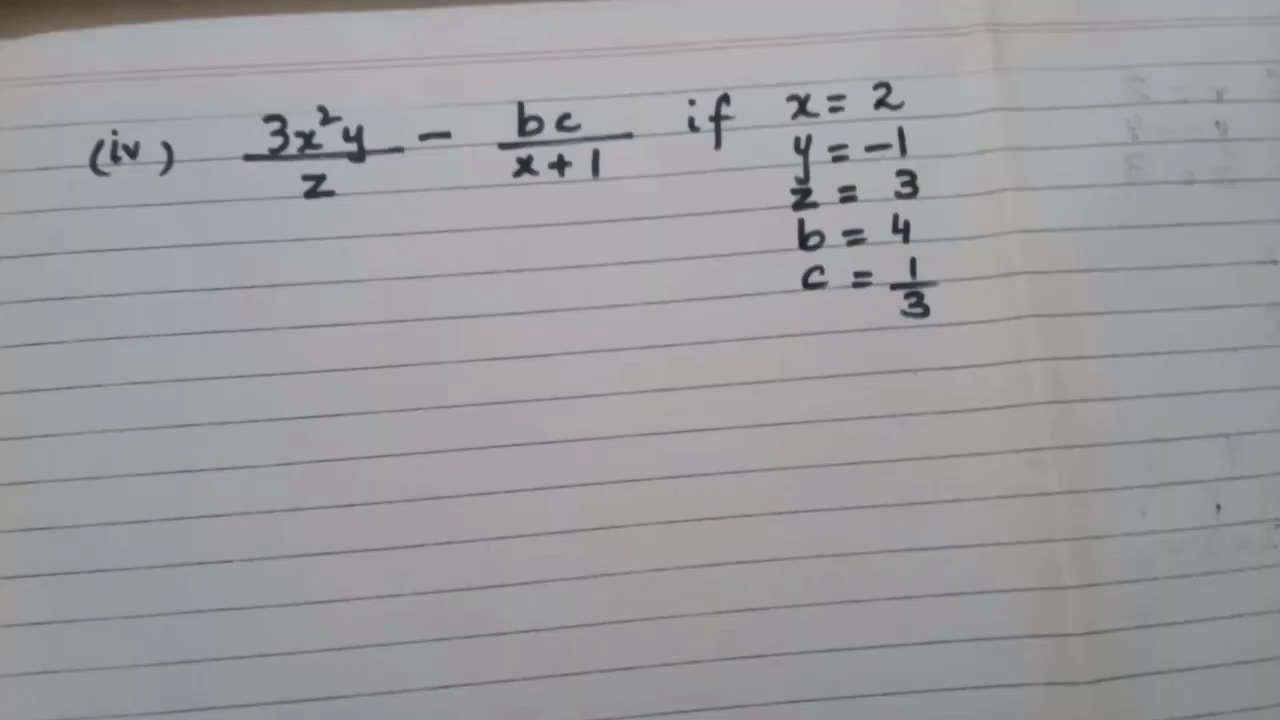 (iv) 3x²y/z - bc/x+1 if x = 2
y = -1
z = 3
b = 4
c = 1/3